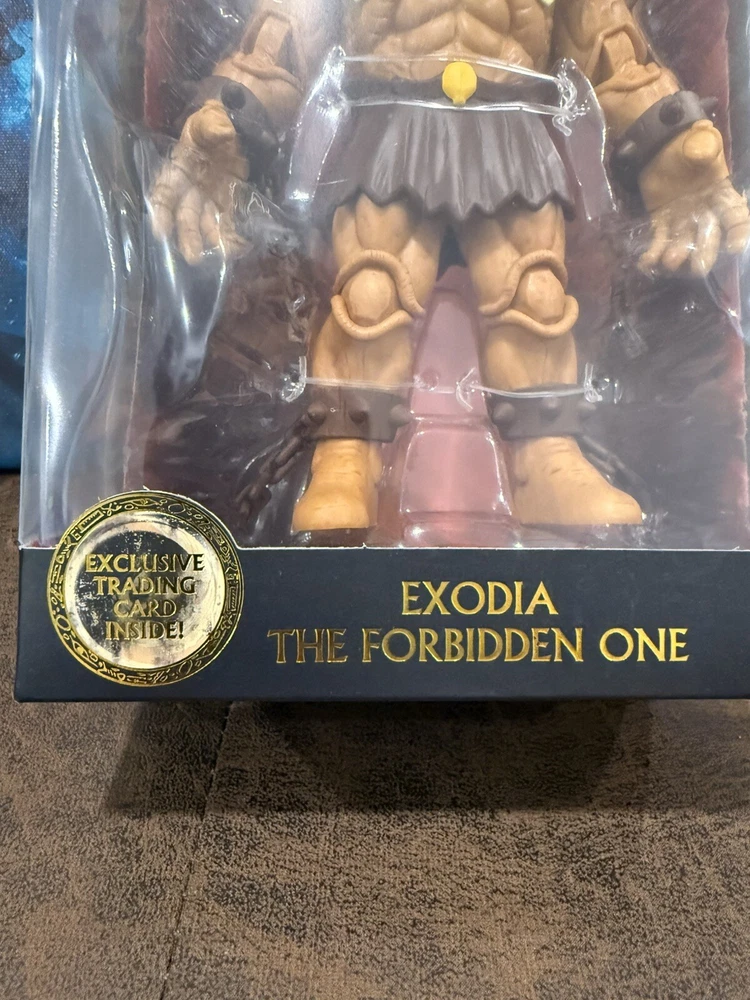 EXCLUSIVE
TRADING
CARD
INSIDE!
EXODIA
THE FORBIDDEN ONE